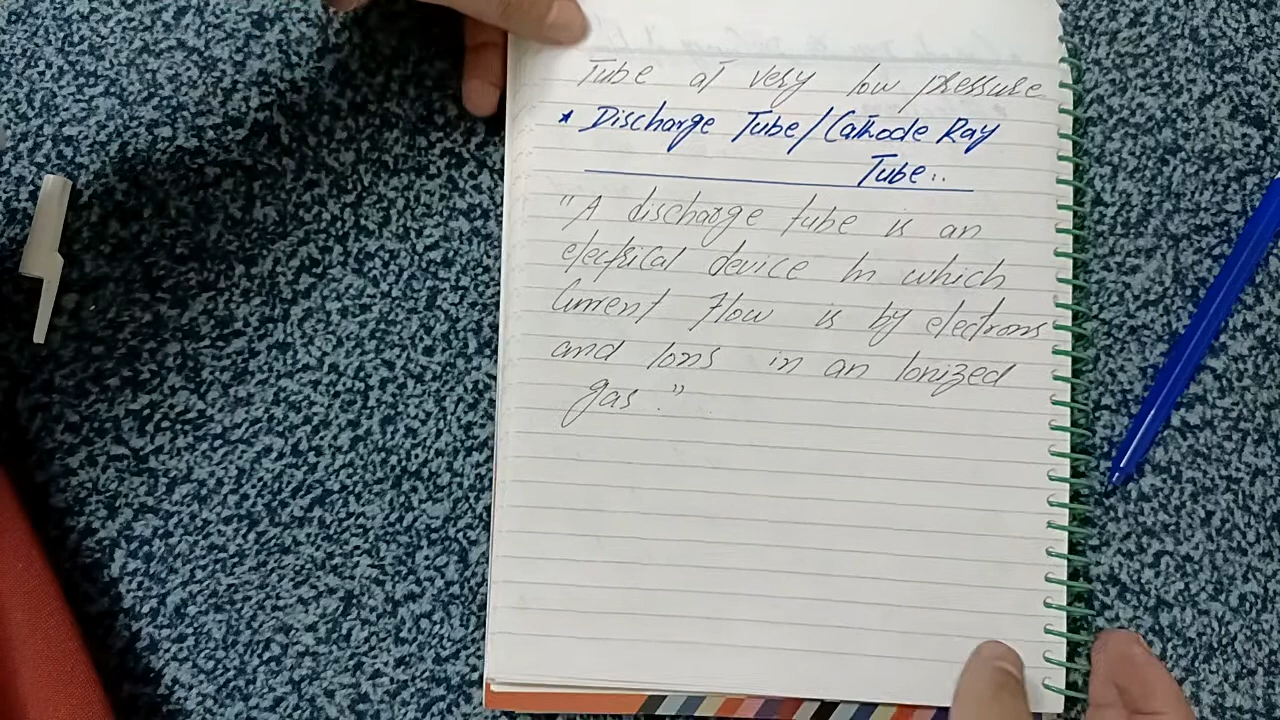 Tube at very low pressure
* Discharge Tube/Cathode Ray
Tube..
"A discharge tube is an
electrical device in which
Current Flow is by electrons
and Ions in an Ionized
gas."